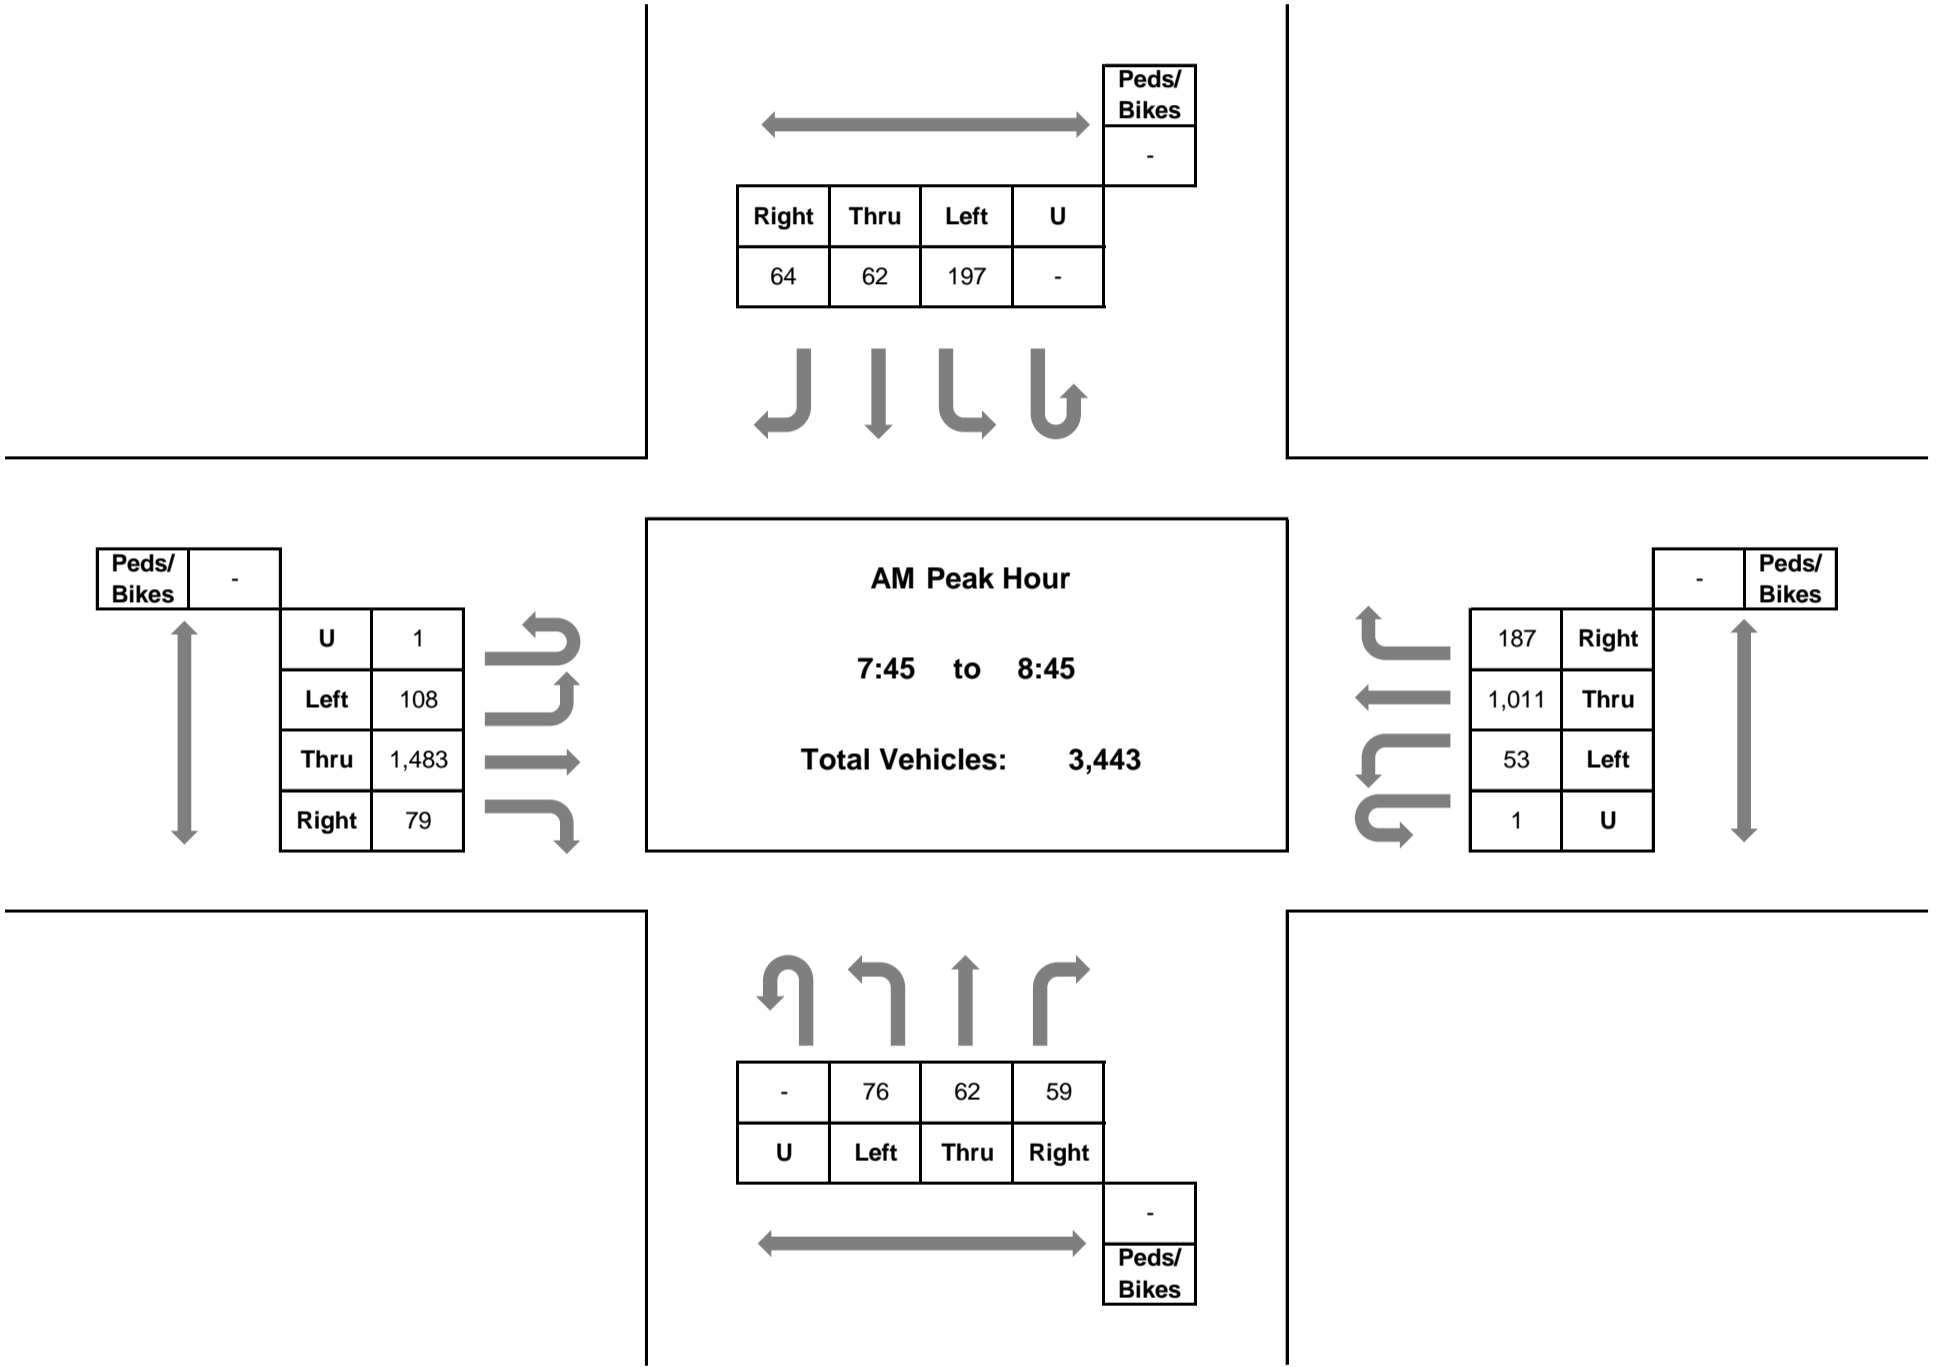 Peds/
Bikes
-
Right Thru Left U
64 62 197 -
Peds/
Bikes
-
U 1
Left 108
Thru 1,483
Right 79
AM Peak Hour
7:45 to 8:45
Total Vehicles: 3,443
-
Peds/
Bikes
187 Right
1,011 Thru
53 Left
1 U
- 76 62 59
U Left Thru Right
-
Peds/
Bikes